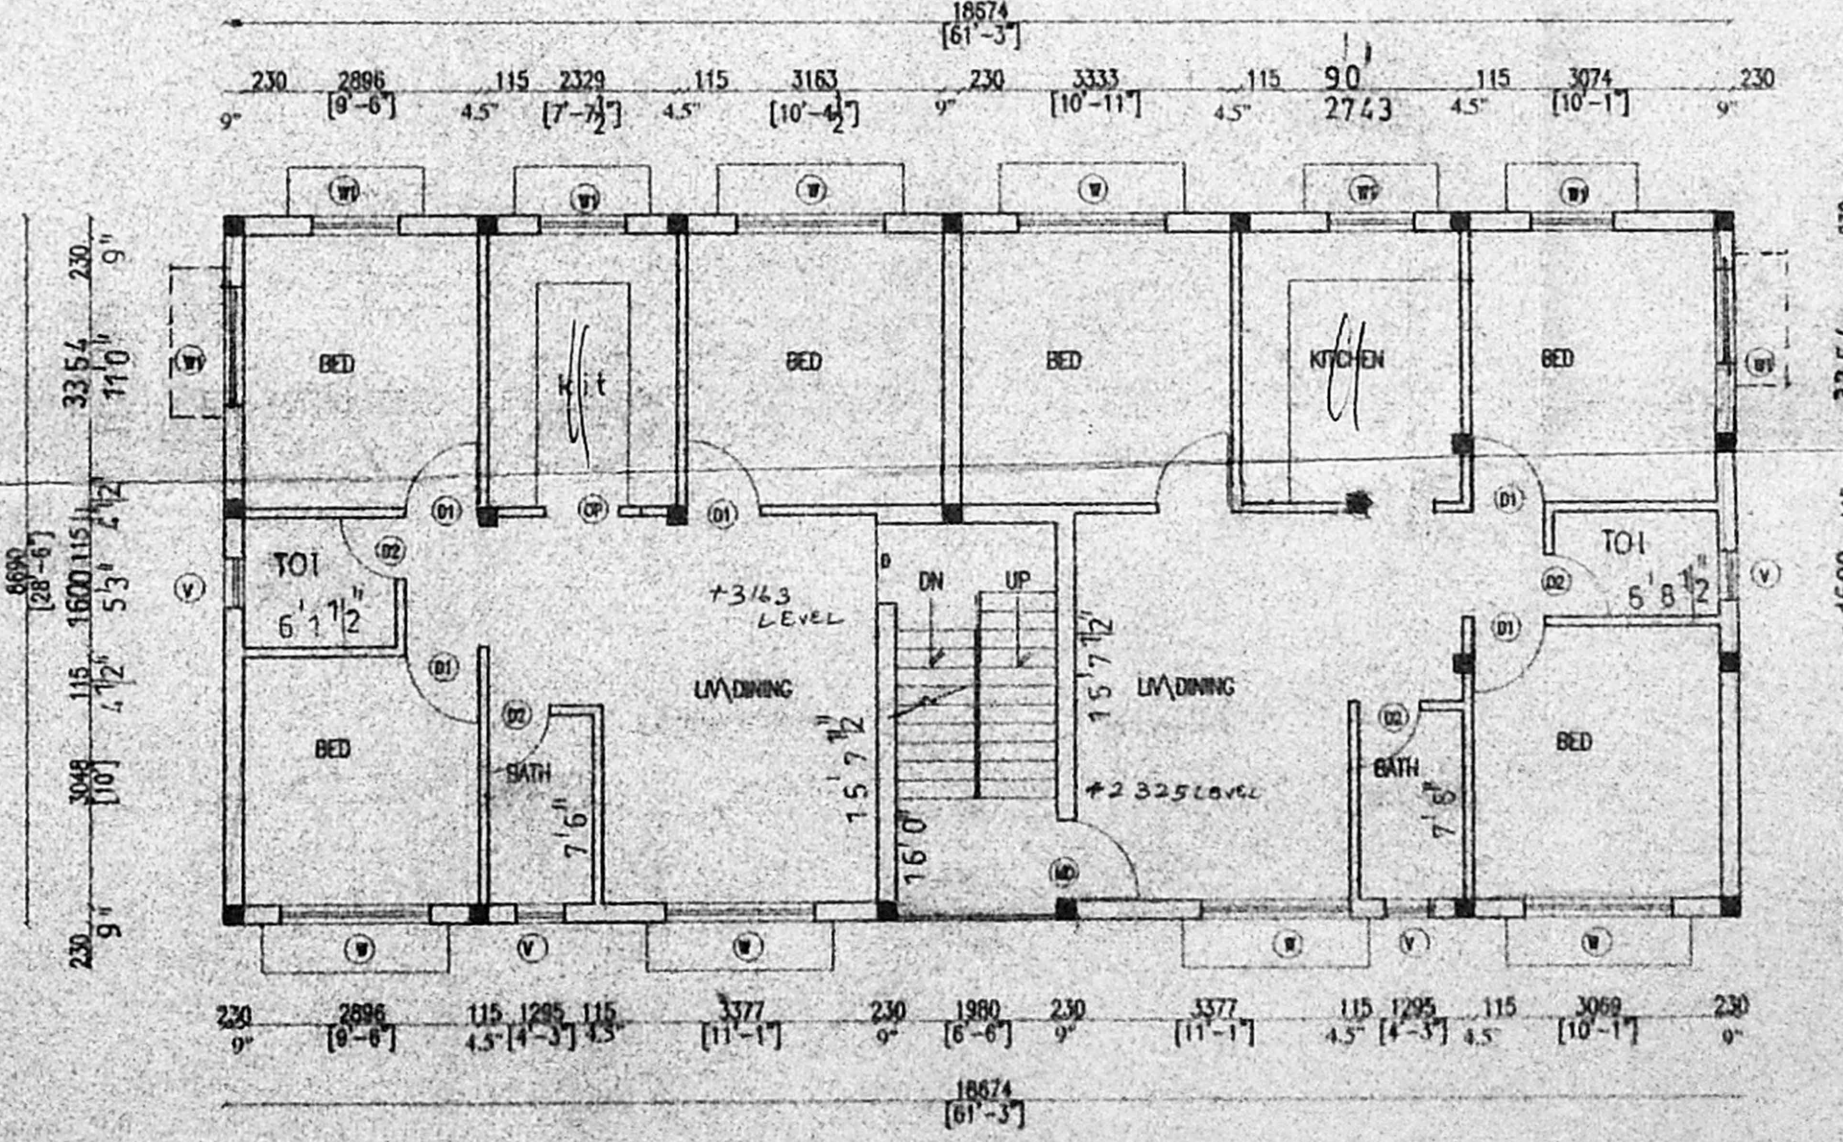 18674
[61'-3"]
230 2896 115 2329 115 3163 230 3333 115 90 115 3074 230
9" [9'-6"] 4.5" [7'-7½"] 4.5" [10'-4½"] 9" [10'-11"] 4.5" 2743 4.5" [10'-1"] 9"
W1 W1 W W W1 W1
230 9"
3354 11'0"
115 4½"
1600 5'3"
115 4½"
3048 [10']
230 9"
8690 [28'-6"]
W1 BED Kit BED BED KITCHEN BED W1
D1 OP D1 D1
D2
TOI
6'1½"
V
D
DN UP
TOI
D2
V
+3163
LEVEL
D1 D1
LIV\DINING LIV\DINING
15'7½" 15'7½"
D2 D2
BED BED
BATH BATH
7'6"
+2325 LEVEL
16'0"
MD
W V W W V W
230 2896 115 1295 115 3377 230 1980 230 3377 115 1295 115 3069 230
9" [9'-6"] 4.5" [4'-3"] 4.5" [11'-1"] 9" [6'-6"] 9" [11'-1"] 4.5" [4'-3"] 4.5" [10'-1"] 9"
18674
[61'-3"]